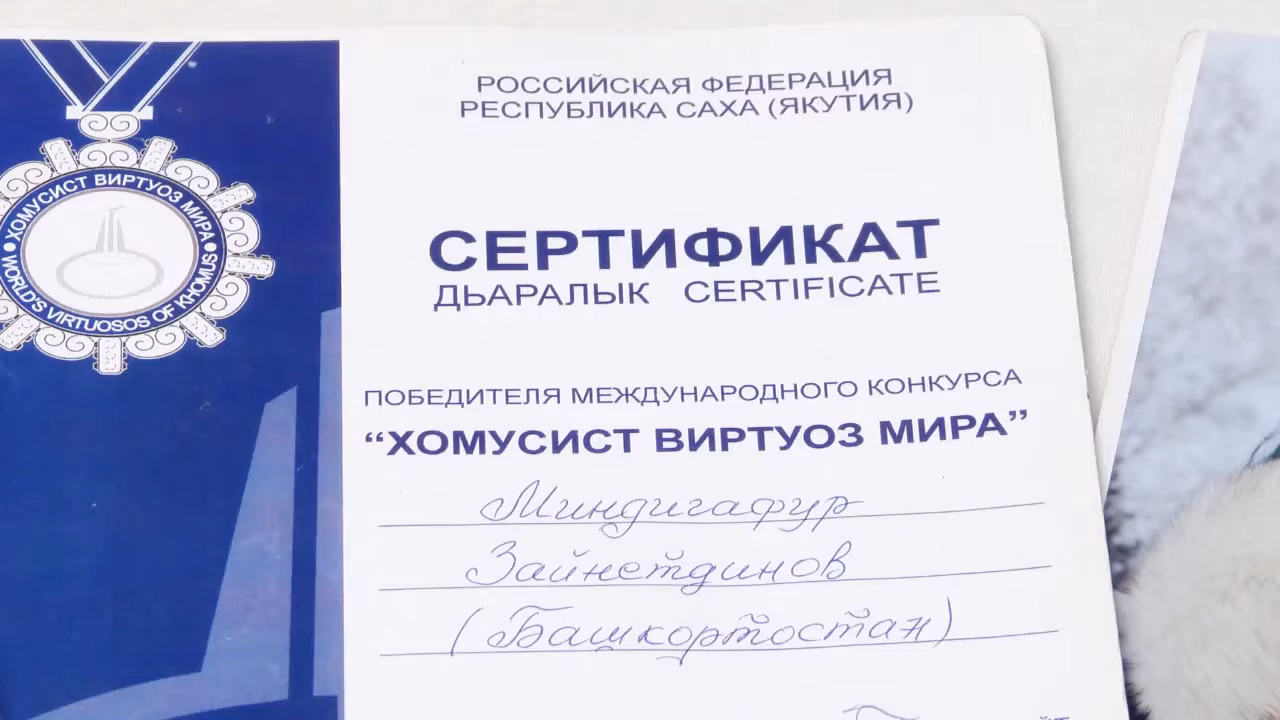 ХОМУСИСТ ВИРТУОЗ МИРА
WORLD'S VIRTUOSOS OF KHOMUS
РОССИЙСКАЯ ФЕДЕРАЦИЯ
РЕСПУБЛИКА САХА (ЯКУТИЯ)
СЕРТИФИКАТ
ДЬАРАЛЫК CERTIFICATE
ПОБЕДИТЕЛЯ МЕЖДУНАРОДНОГО КОНКУРСА
“ХОМУСИСТ ВИРТУОЗ МИРА”
Миндигафур
Зайнетдинов
(Башкортостан)